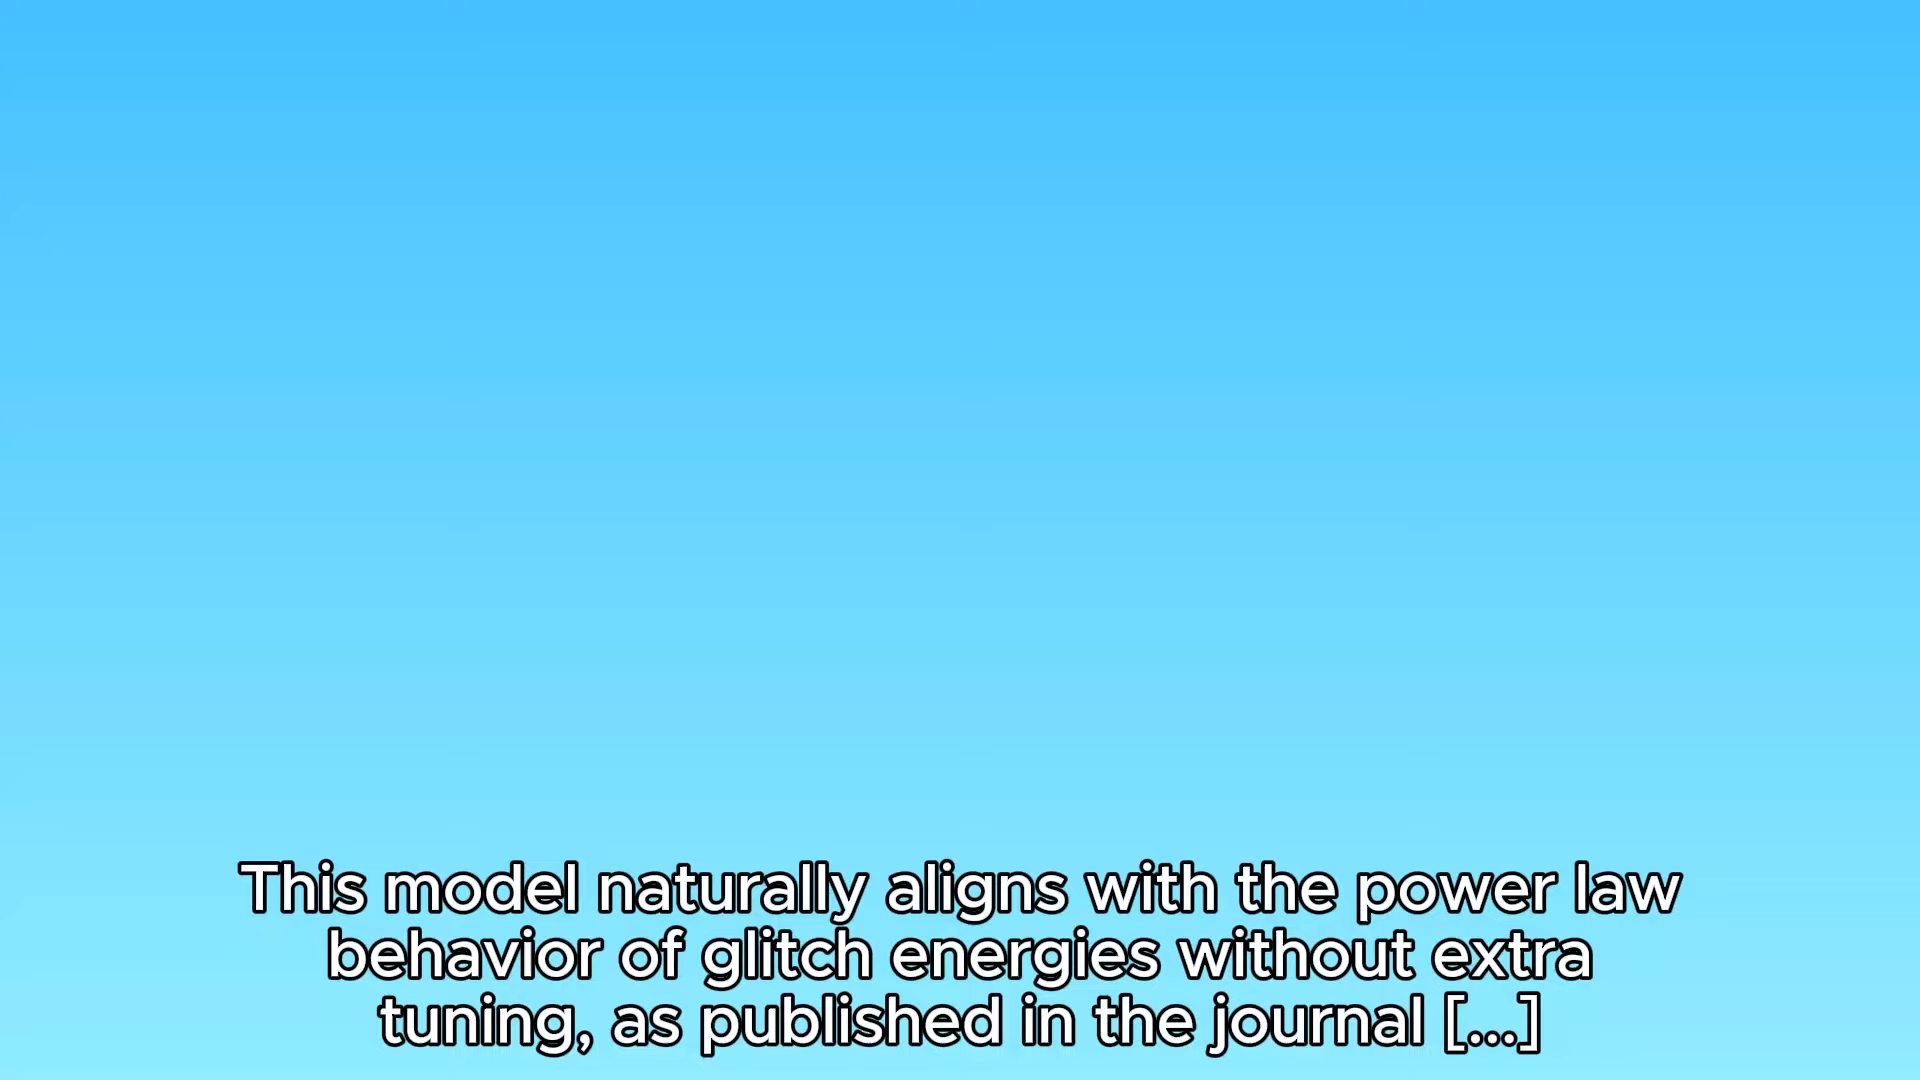 This model naturally aligns with the power law
behavior of glitch energies without extra
tuning, as published in the journal [...]